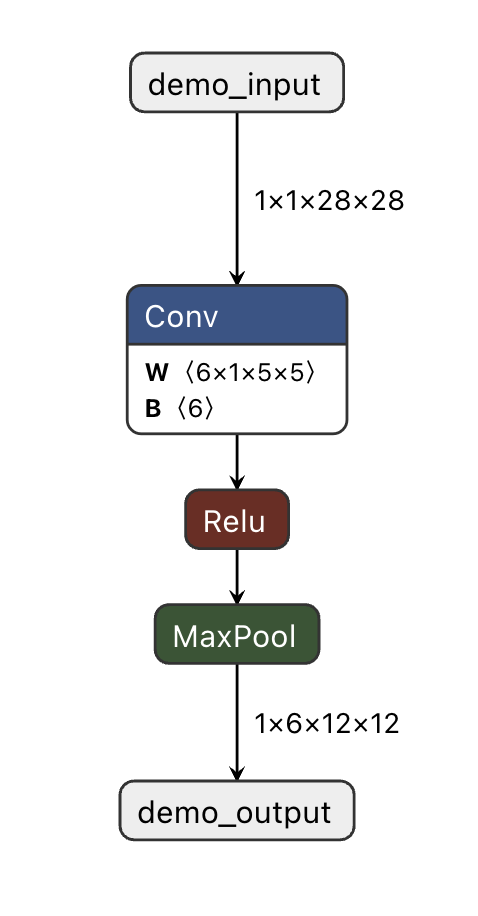 demo_input
1×1×28×28
Conv
W 〈6×1×5×5〉
B 〈6〉
Relu
MaxPool
1×6×12×12
demo_output